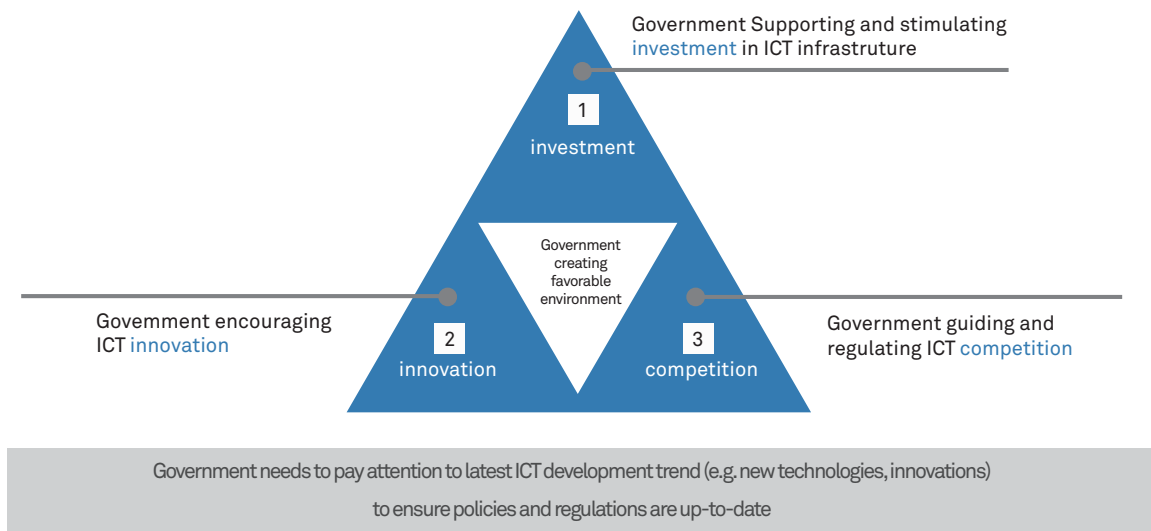 Government Supporting and stimulating
investment in ICT infrastruture
1
investment
Government
creating
favorable
environment
Govemment encouraging
ICT innovation
2
innovation
3
competition
Government guiding and
regulating ICT competition
Government needs to pay attention to latest ICT development trend (e.g. new technologies, innovations)
to ensure policies and regulations are up-to-date